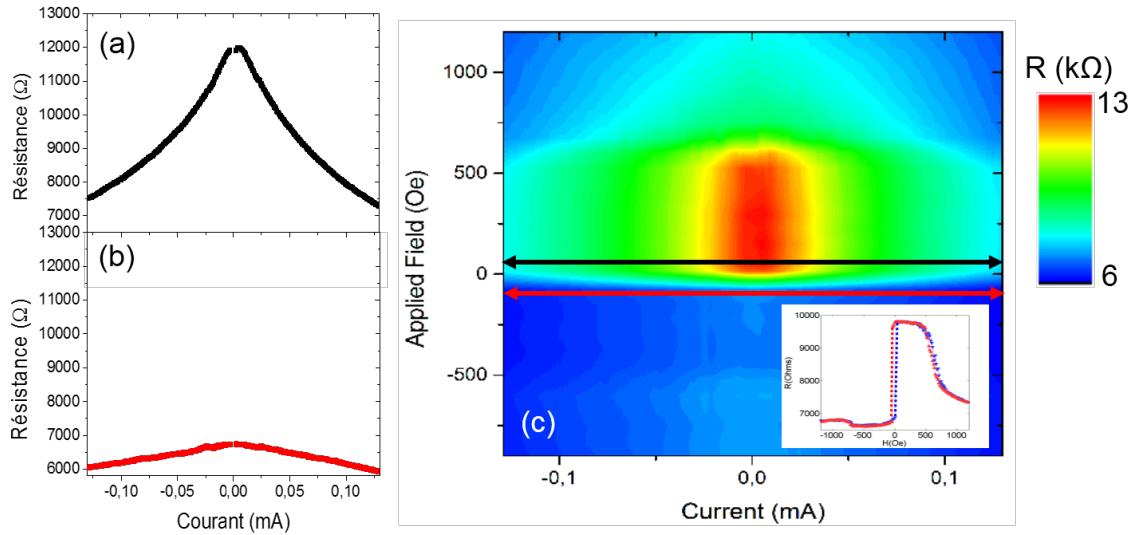 (a)
Résistance (Ω)
13000
12000
11000
10000
9000
8000
7000
(b)
Résistance (Ω)
13000
12000
11000
10000
9000
8000
7000
6000
-0,10 -0,05 0,00 0,05 0,10
Courant (mA)
Applied Field (Oe)
1000
500
0
-500
-0,1 0,0 0,1
Current (mA)
(c)
R(Ohms)
10000
9000
8000
7000
-1000 -500 0 500 1000
H(Oe)
R (kΩ)
13
6